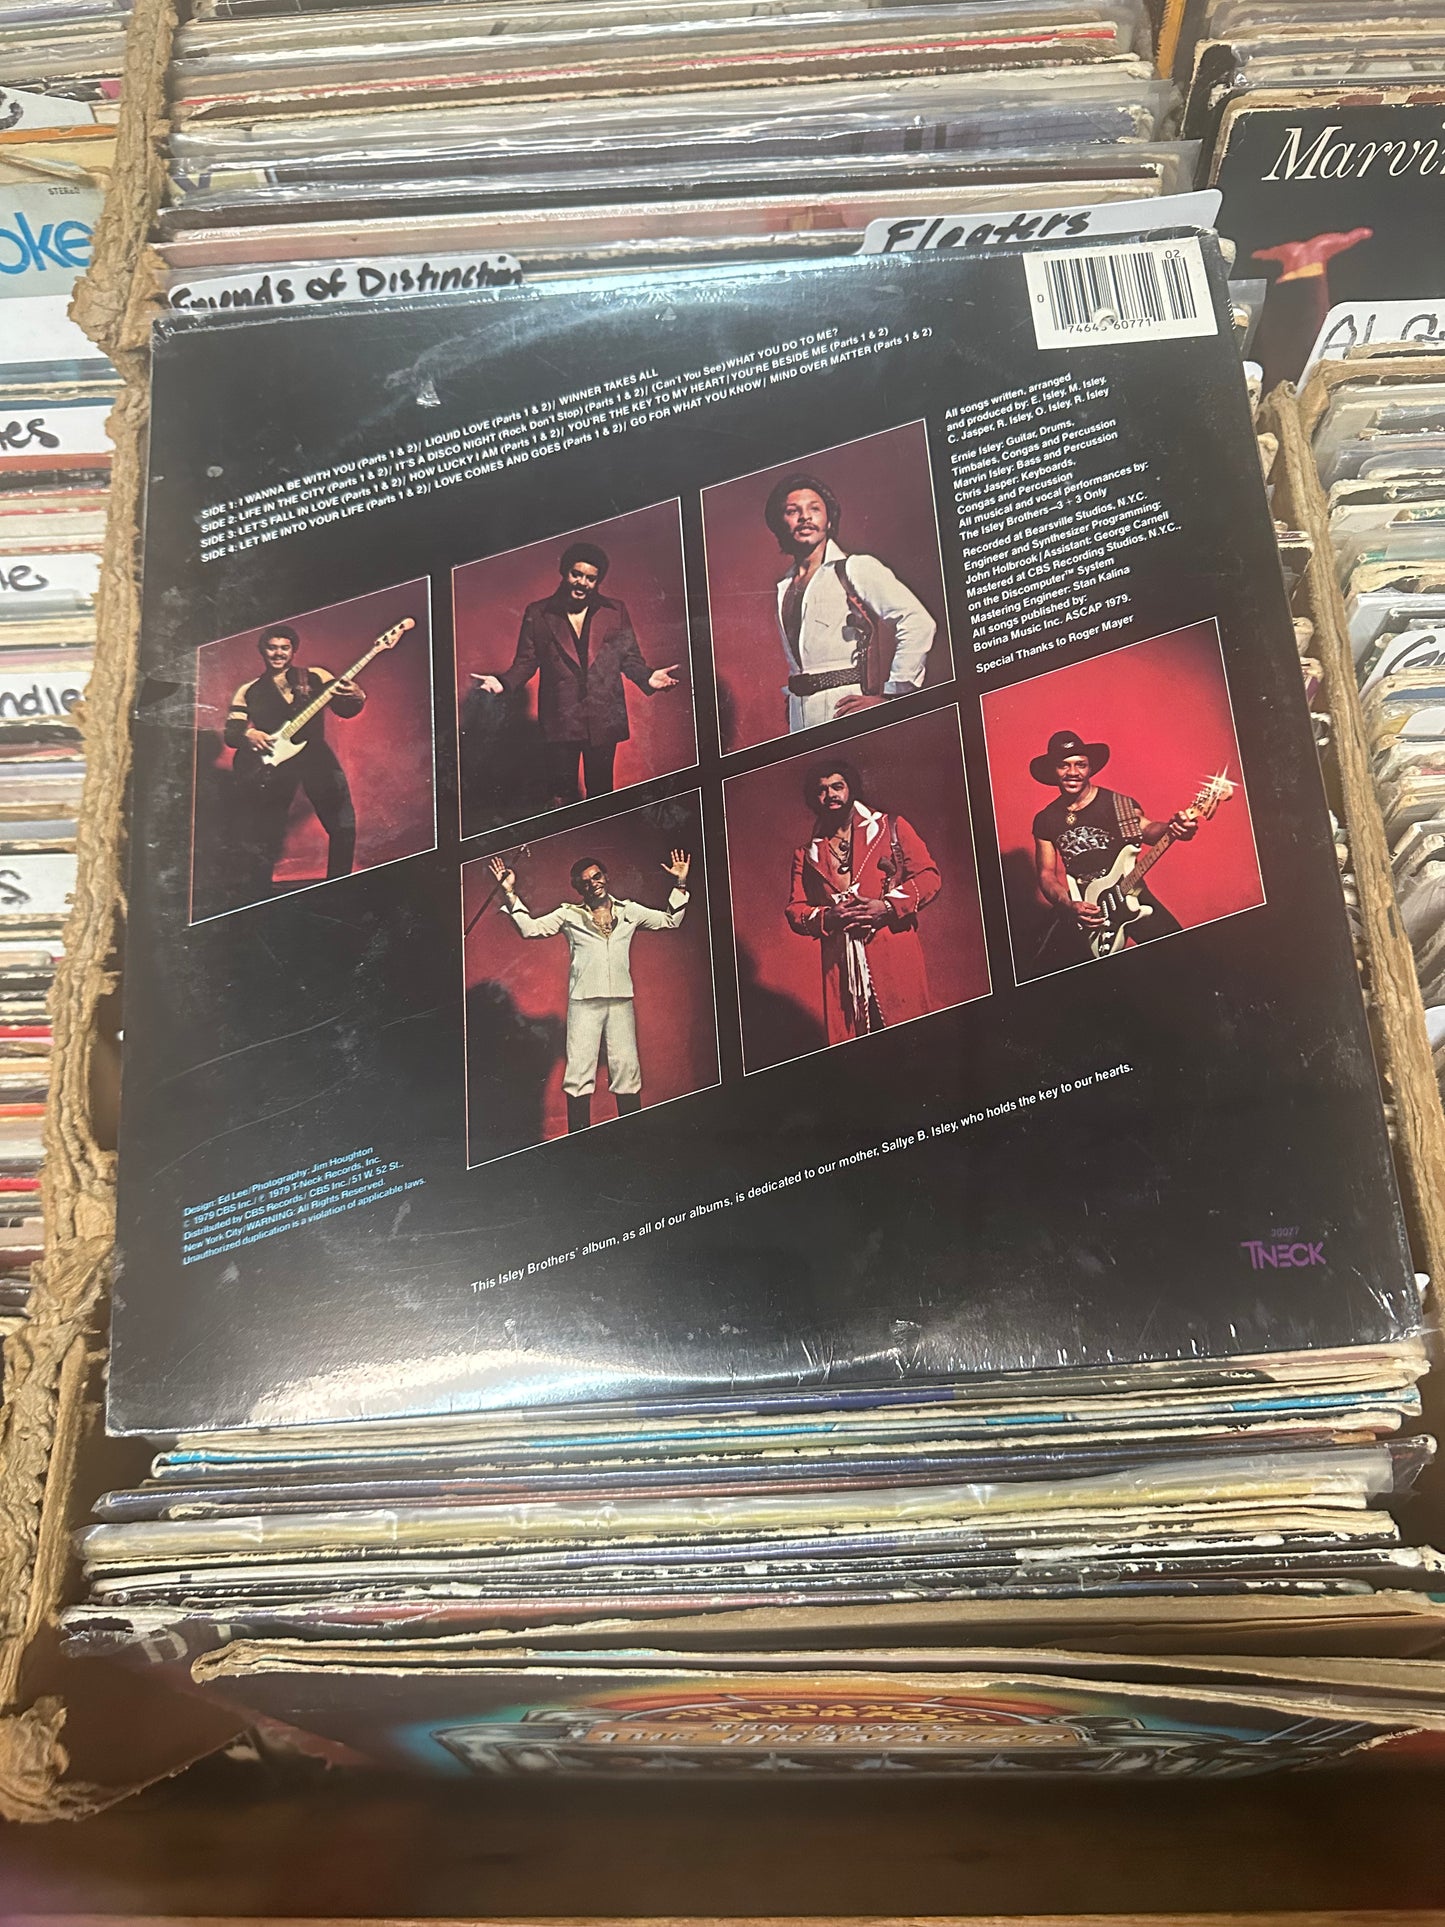 STEREO
oke
Marvi
Floaters
Sounds of Distinction
02
0
74643 60771
SIDE 1: I WANNA BE WITH YOU (Parts 1 & 2)/ LIQUID LOVE (Parts 1 & 2)/ WINNER TAKES ALL
SIDE 2: LIFE IN THE CITY (Parts 1 & 2)/ IT'S A DISCO NIGHT (Rock Don't Stop) (Parts 1 & 2)/ (Can't You See) WHAT YOU DO TO ME?
SIDE 3: LET'S FALL IN LOVE (Parts 1 & 2)/ HOW LUCKY I AM (Parts 1 & 2)/ YOU'RE THE KEY TO MY HEART/ YOU'RE BESIDE ME (Parts 1 & 2)
SIDE 4: LET ME INTO YOUR LIFE (Parts 1 & 2)/ LOVE COMES AND GOES (Parts 1 & 2)/ GO FOR WHAT YOU KNOW/ MIND OVER MATTER (Parts 1 & 2)
All songs written, arranged
and produced by: E. Isley, M. Isley,
C. Jasper, R. Isley, O. Isley, R. Isley
Ernie Isley: Guitar, Drums,
Timbales, Congas and Percussion
Marvin Isley: Bass and Percussion
Chris Jasper: Keyboards,
Congas and Percussion
All musical and vocal performances by:
The Isley Brothers—3 + 3 Only
Recorded at Bearsville Studios, N.Y.C.
Engineer and Synthesizer Programming:
John Holbrook/Assistant: George Carnell
Mastered at CBS Recording Studios, N.Y.C.,
on the Discomputer™ System
Mastering Engineer: Stan Kalina
All songs published by:
Bovina Music Inc. ASCAP 1979.
Special Thanks to Roger Mayer
Design: Ed Lee/Photography: Jim Houghton
© 1979 CBS Inc./ ℗ 1979 T-Neck Records, Inc.
Distributed by CBS Records/ CBS Inc./51 W. 52 St.,
New York City/WARNING: All Rights Reserved.
Unauthorized duplication is a violation of applicable laws.
This Isley Brothers' album, as all of our albums, is dedicated to our mother, Sallye B. Isley, who holds the key to our hearts.
36077
TNECK
RON BANKS
AND
THE DRAMATICS